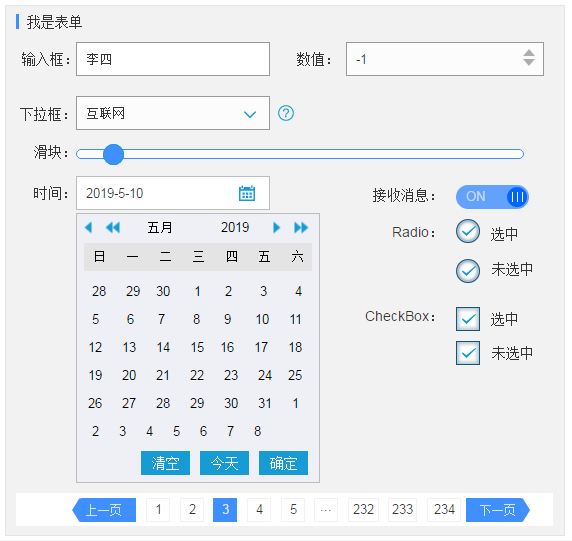 我是表单
输入框: 李四 数值: -1
下拉框: 互联网 ?
滑块:
时间: 2019-5-10 接收消息: ON
五月 2019 Radio: 选中
日 一 二 三 四 五 六
未选中
28 29 30 1 2 3 4
5 6 7 8 9 10 11 CheckBox: 选中
12 13 14 15 16 17 18 未选中
19 20 21 22 23 24 25
26 27 28 29 30 31 1
2 3 4 5 6 7 8
清空 今天 确定
上一页 1 2 3 4 5 ... 232 233 234 下一页